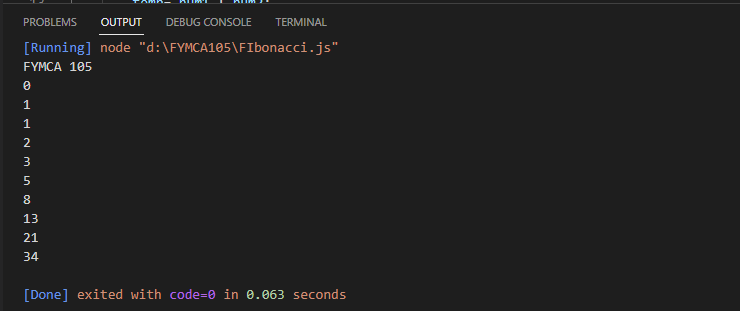 PROBLEMS OUTPUT DEBUG CONSOLE TERMINAL
[Running] node "d:\FYMCA105\FIbonacci.js"
FYMCA 105
0
1
1
2
3
5
8
13
21
34
[Done] exited with code=0 in 0.063 seconds